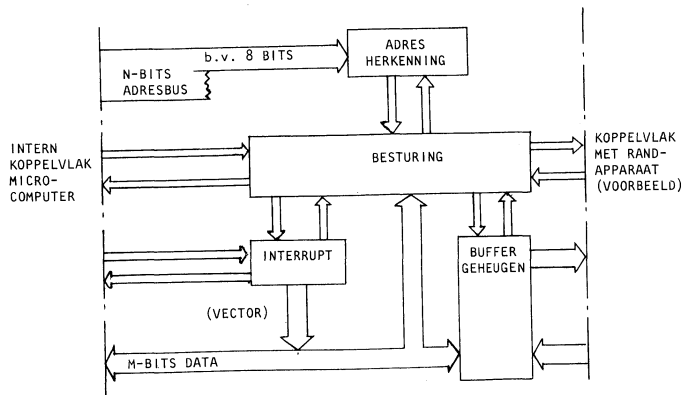 b.v. 8 BITS
ADRES
HERKENNING
N-BITS
ADRESBUS
INTERN
KOPPELVLAK
MICRO-
COMPUTER
BESTURING
KOPPELVLAK
MET RAND-
APPARAAT
(VOORBEELD)
INTERRUPT
BUFFER
GEHEUGEN
(VECTOR)
M-BITS DATA